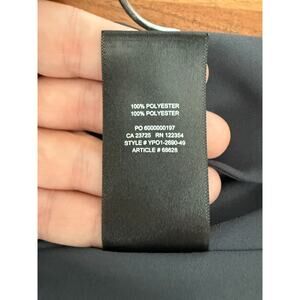 100% POLYESTER
100% POLYESTER
PO 6000000197
CA 23725 RN 122354
STYLE # YPO1-2690-49
ARTICLE # 68628